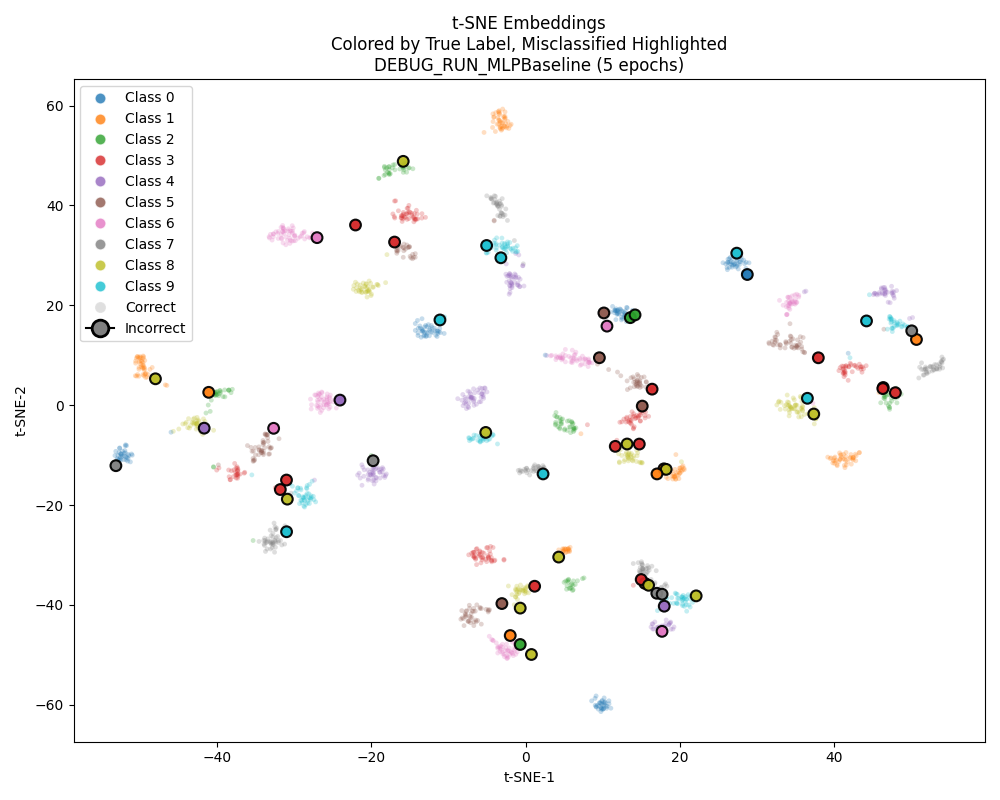 t-SNE Embeddings
Colored by True Label, Misclassified Highlighted
DEBUG_RUN_MLPBaseline (5 epochs)
Class 0
Class 1
Class 2
Class 3
Class 4
Class 5
Class 6
Class 7
Class 8
Class 9
Correct
Incorrect
60
40
20
0
−20
−40
−60
t-SNE-2
−40
−20
0
20
40
t-SNE-1